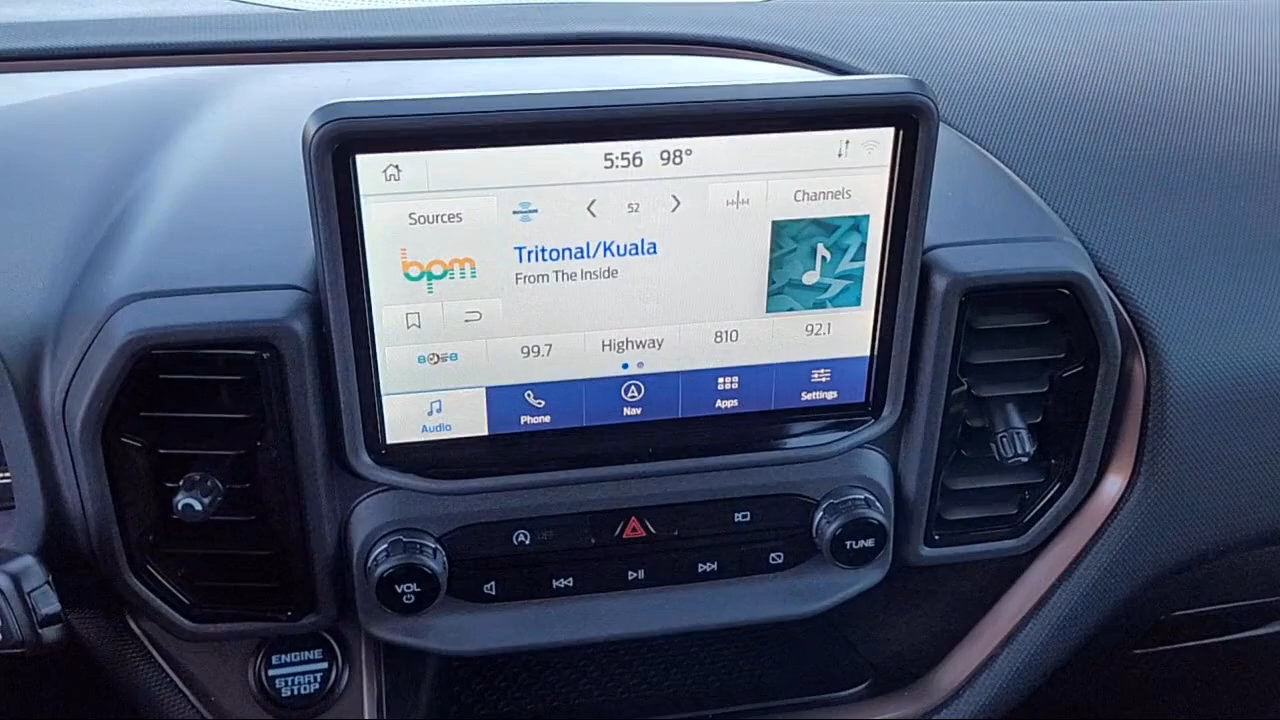 5:56 98°
Sources
52
Channels
bpm
Tritonal/Kuala
From The Inside
99.7
Highway
810
92.1
Audio
Phone
Nav
Apps
Settings
OFF
VOL
TUNE
ENGINE
START
STOP